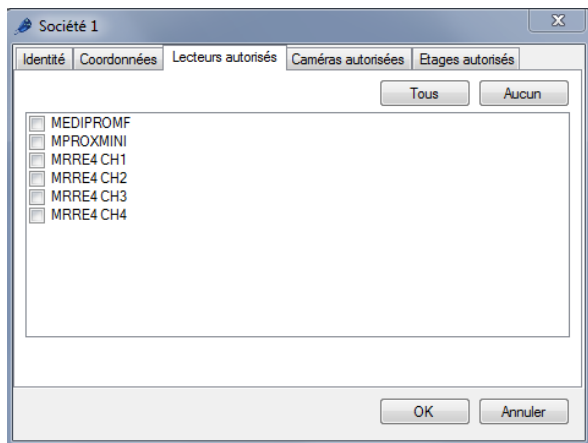 Société 1
Identité Coordonnées Lecteurs autorisés Caméras autorisées Etages autorisés
Tous Aucun
MEDIPROMF
MPROXMINI
MRRE4 CH1
MRRE4 CH2
MRRE4 CH3
MRRE4 CH4
OK Annuler